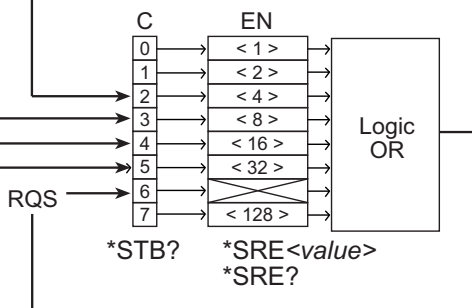 C EN
0 < 1 >
1 < 2 >
2 < 4 >
3 < 8 >
4 < 16 >
5 < 32 >
6
7 < 128 >
Logic
OR
RQS
*STB? *SRE<value>
*SRE?